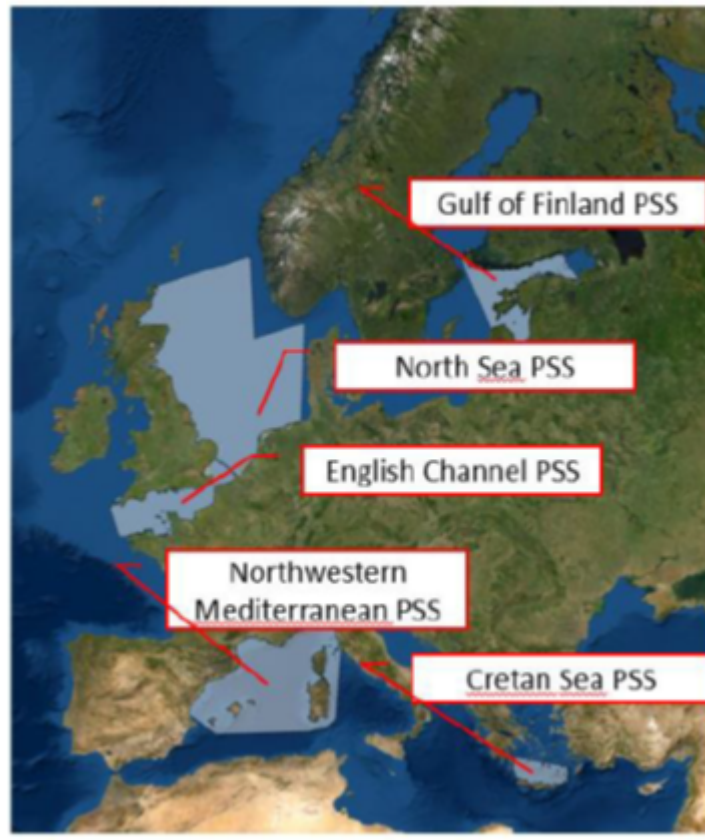 Gulf of Finland PSS
North Sea PSS
English Channel PSS
Northwestern
Mediterranean PSS
Cretan Sea PSS